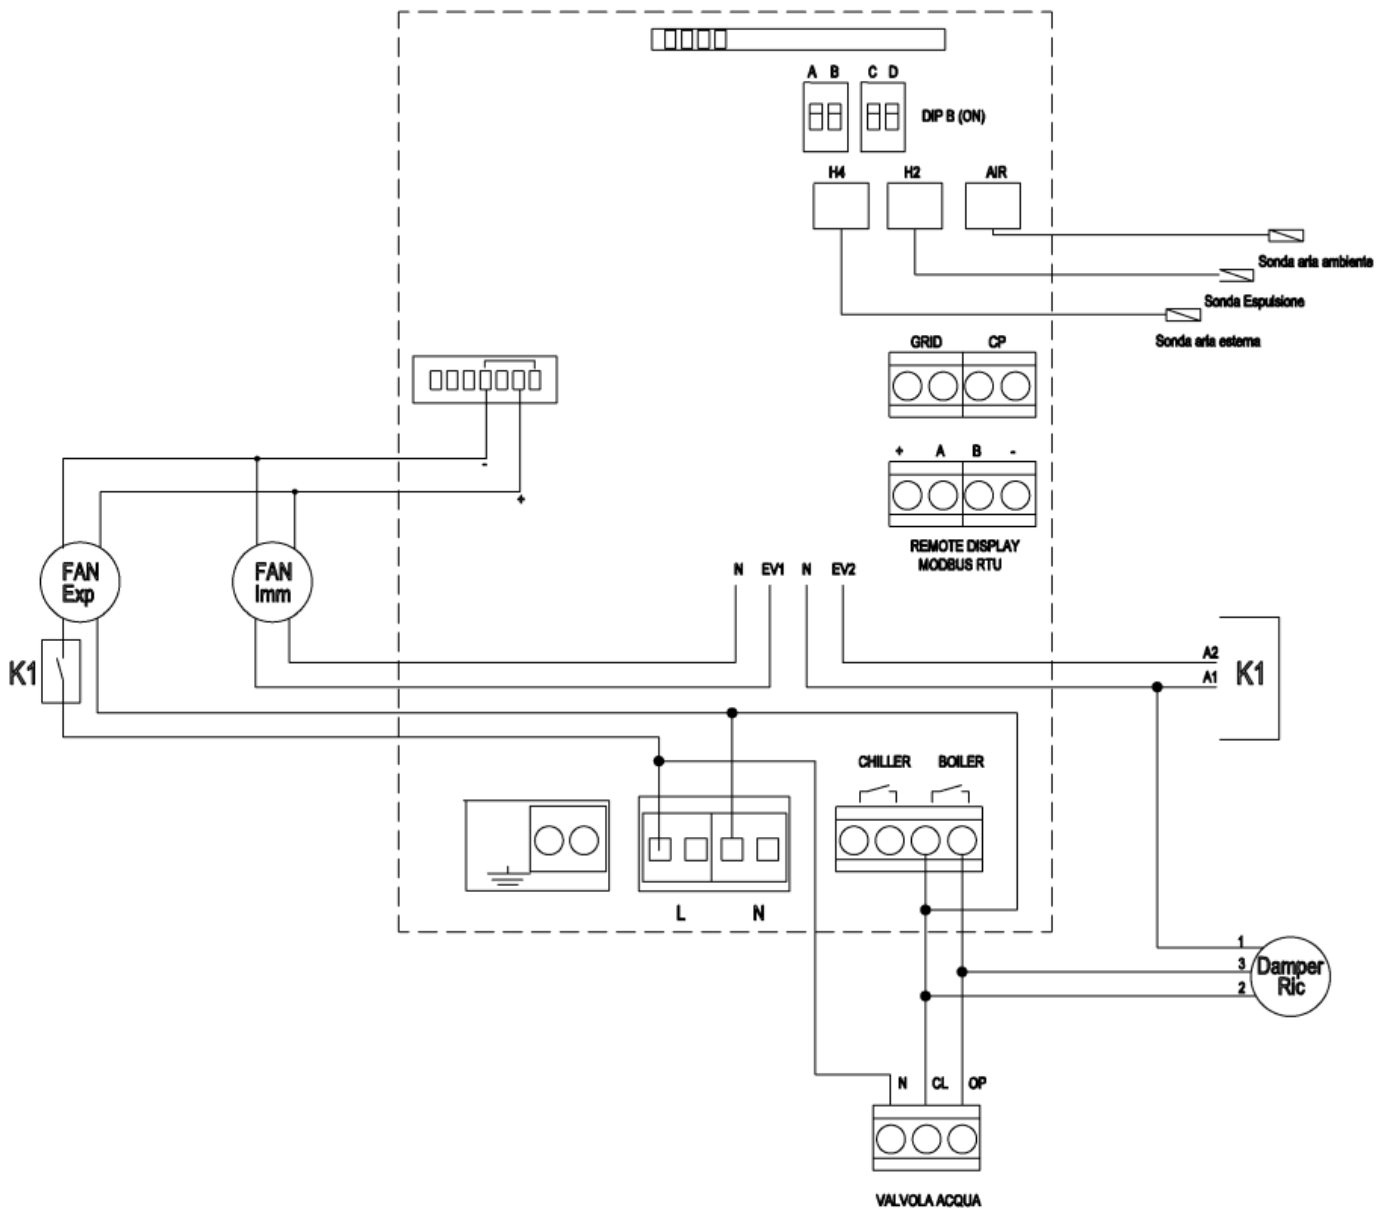 A B C D
DIP B (ON)
H4 H2 AIR
Sonda aria ambiente
Sonda Espulsione
Sonda aria esterna
GRID CP
-
+
+ A B -
REMOTE DISPLAY
MODBUS RTU
FAN
Exp
FAN
Imm
N EV1 N EV2
K1
A2
A1
K1
CHILLER BOILER
L N
1
3
2
Damper
Ric
N CL OP
VALVOLA ACQUA